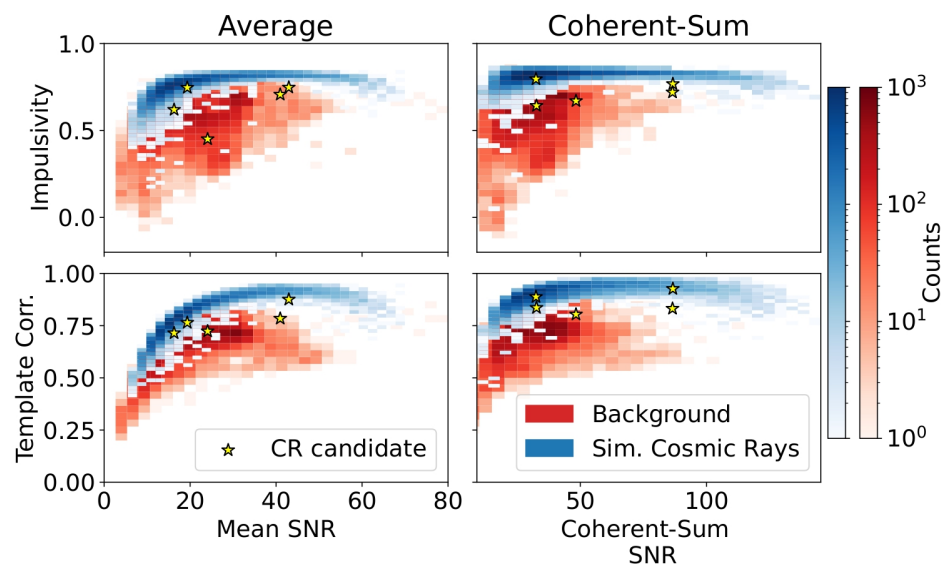 Average
Coherent-Sum
1.0
0.5
0.0
Impulsivity
1.00
0.75
0.50
0.25
0.00
Template Corr.
CR candidate
Background
Sim. Cosmic Rays
0 20 40 60 80
50 100
Mean SNR
Coherent-Sum
SNR
10³
10²
10¹
10⁰
Counts